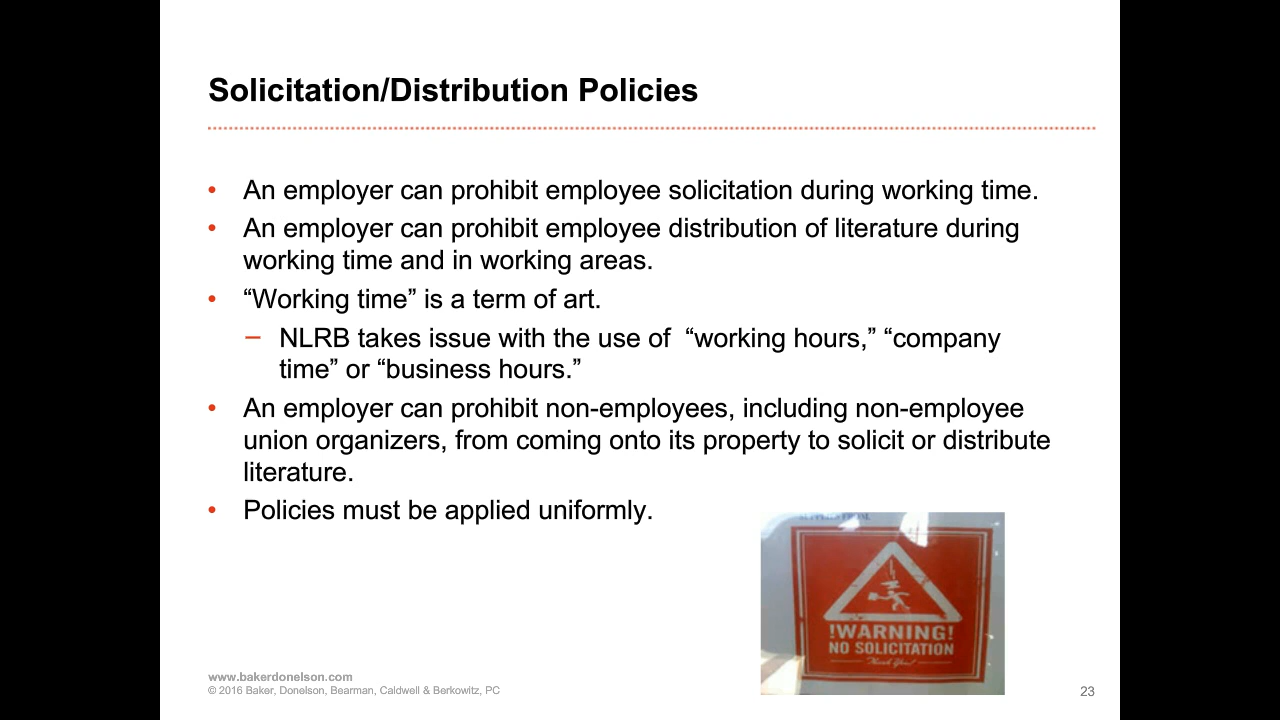 Solicitation/Distribution Policies
• An employer can prohibit employee solicitation during working time.
• An employer can prohibit employee distribution of literature during
working time and in working areas.
• “Working time” is a term of art.
– NLRB takes issue with the use of  “working hours,” “company
time” or “business hours.”
• An employer can prohibit non-employees, including non-employee
union organizers, from coming onto its property to solicit or distribute
literature.
• Policies must be applied uniformly.
!WARNING!
NO SOLICITATION
Thank You!
www.bakerdonelson.com
© 2016 Baker, Donelson, Bearman, Caldwell & Berkowitz, PC
23